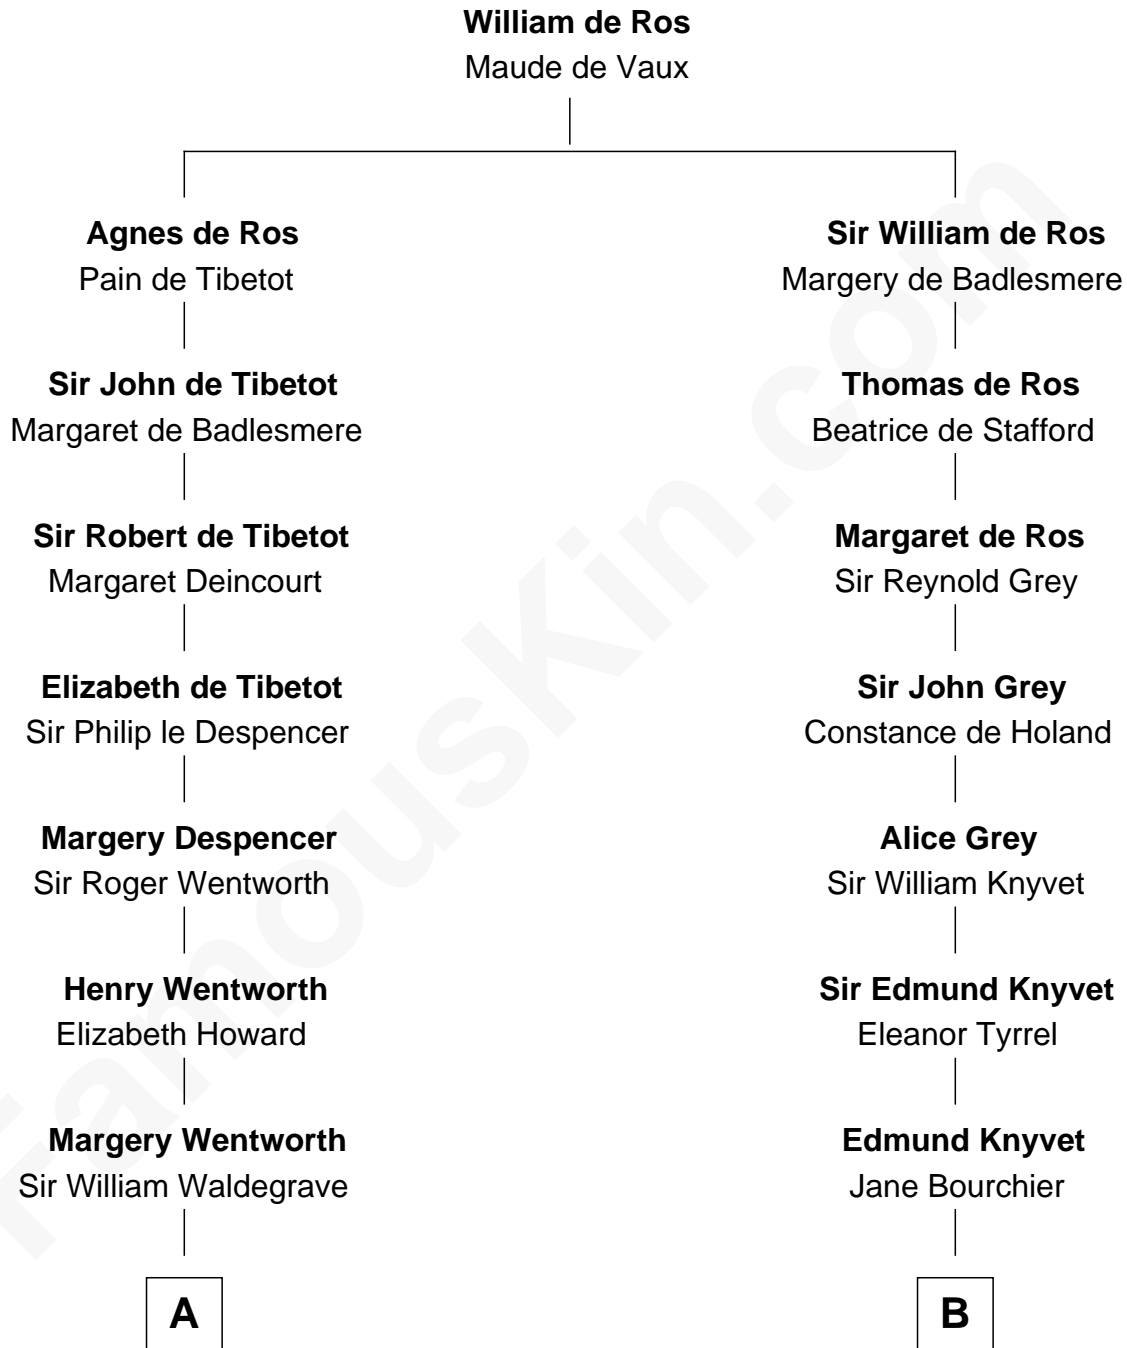 William de Ros
Maude de Vaux
Agnes de Ros
Pain de Tibetot
Sir William de Ros
Margery de Badlesmere
Sir John de Tibetot
Margaret de Badlesmere
Thomas de Ros
Beatrice de Stafford
Sir Robert de Tibetot
Margaret Deincourt
Margaret de Ros
Sir Reynold Grey
Elizabeth de Tibetot
Sir Philip le Despencer
Sir John Grey
Constance de Holand
Margery Despencer
Sir Roger Wentworth
Alice Grey
Sir William Knyvet
Henry Wentworth
Elizabeth Howard
Sir Edmund Knyvet
Eleanor Tyrrel
Margery Wentworth
Sir William Waldegrave
Edmund Knyvet
Jane Bourchier
A
B
FamousKin.com